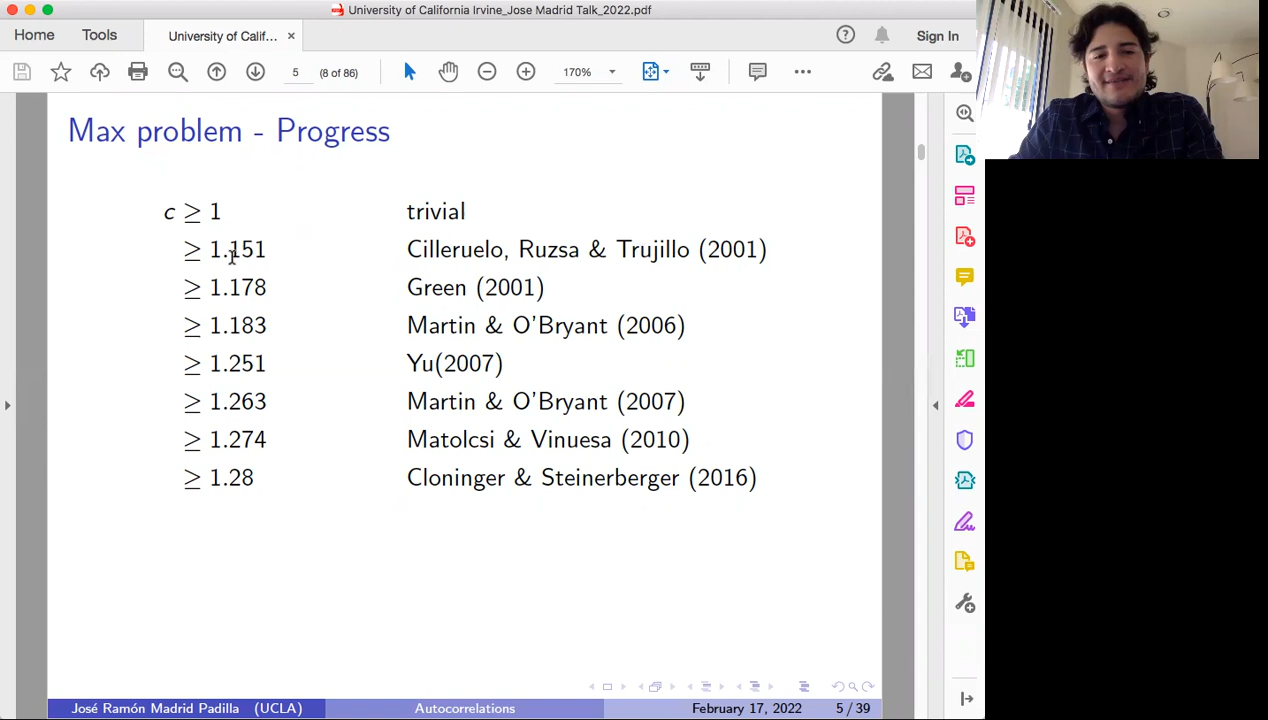 University of California Irvine_Jose Madrid Talk_2022.pdf
Home Tools University of Calif... × Sign In
5 (8 of 86) 170%
Max problem - Progress
c ≥ 1 trivial
≥ 1.151 Cilleruelo, Ruzsa & Trujillo (2001)
≥ 1.178 Green (2001)
≥ 1.183 Martin & O'Bryant (2006)
≥ 1.251 Yu(2007)
≥ 1.263 Martin & O'Bryant (2007)
≥ 1.274 Matolcsi & Vinuesa (2010)
≥ 1.28 Cloninger & Steinerberger (2016)
José Ramón Madrid Padilla (UCLA) Autocorrelations February 17, 2022 5 / 39